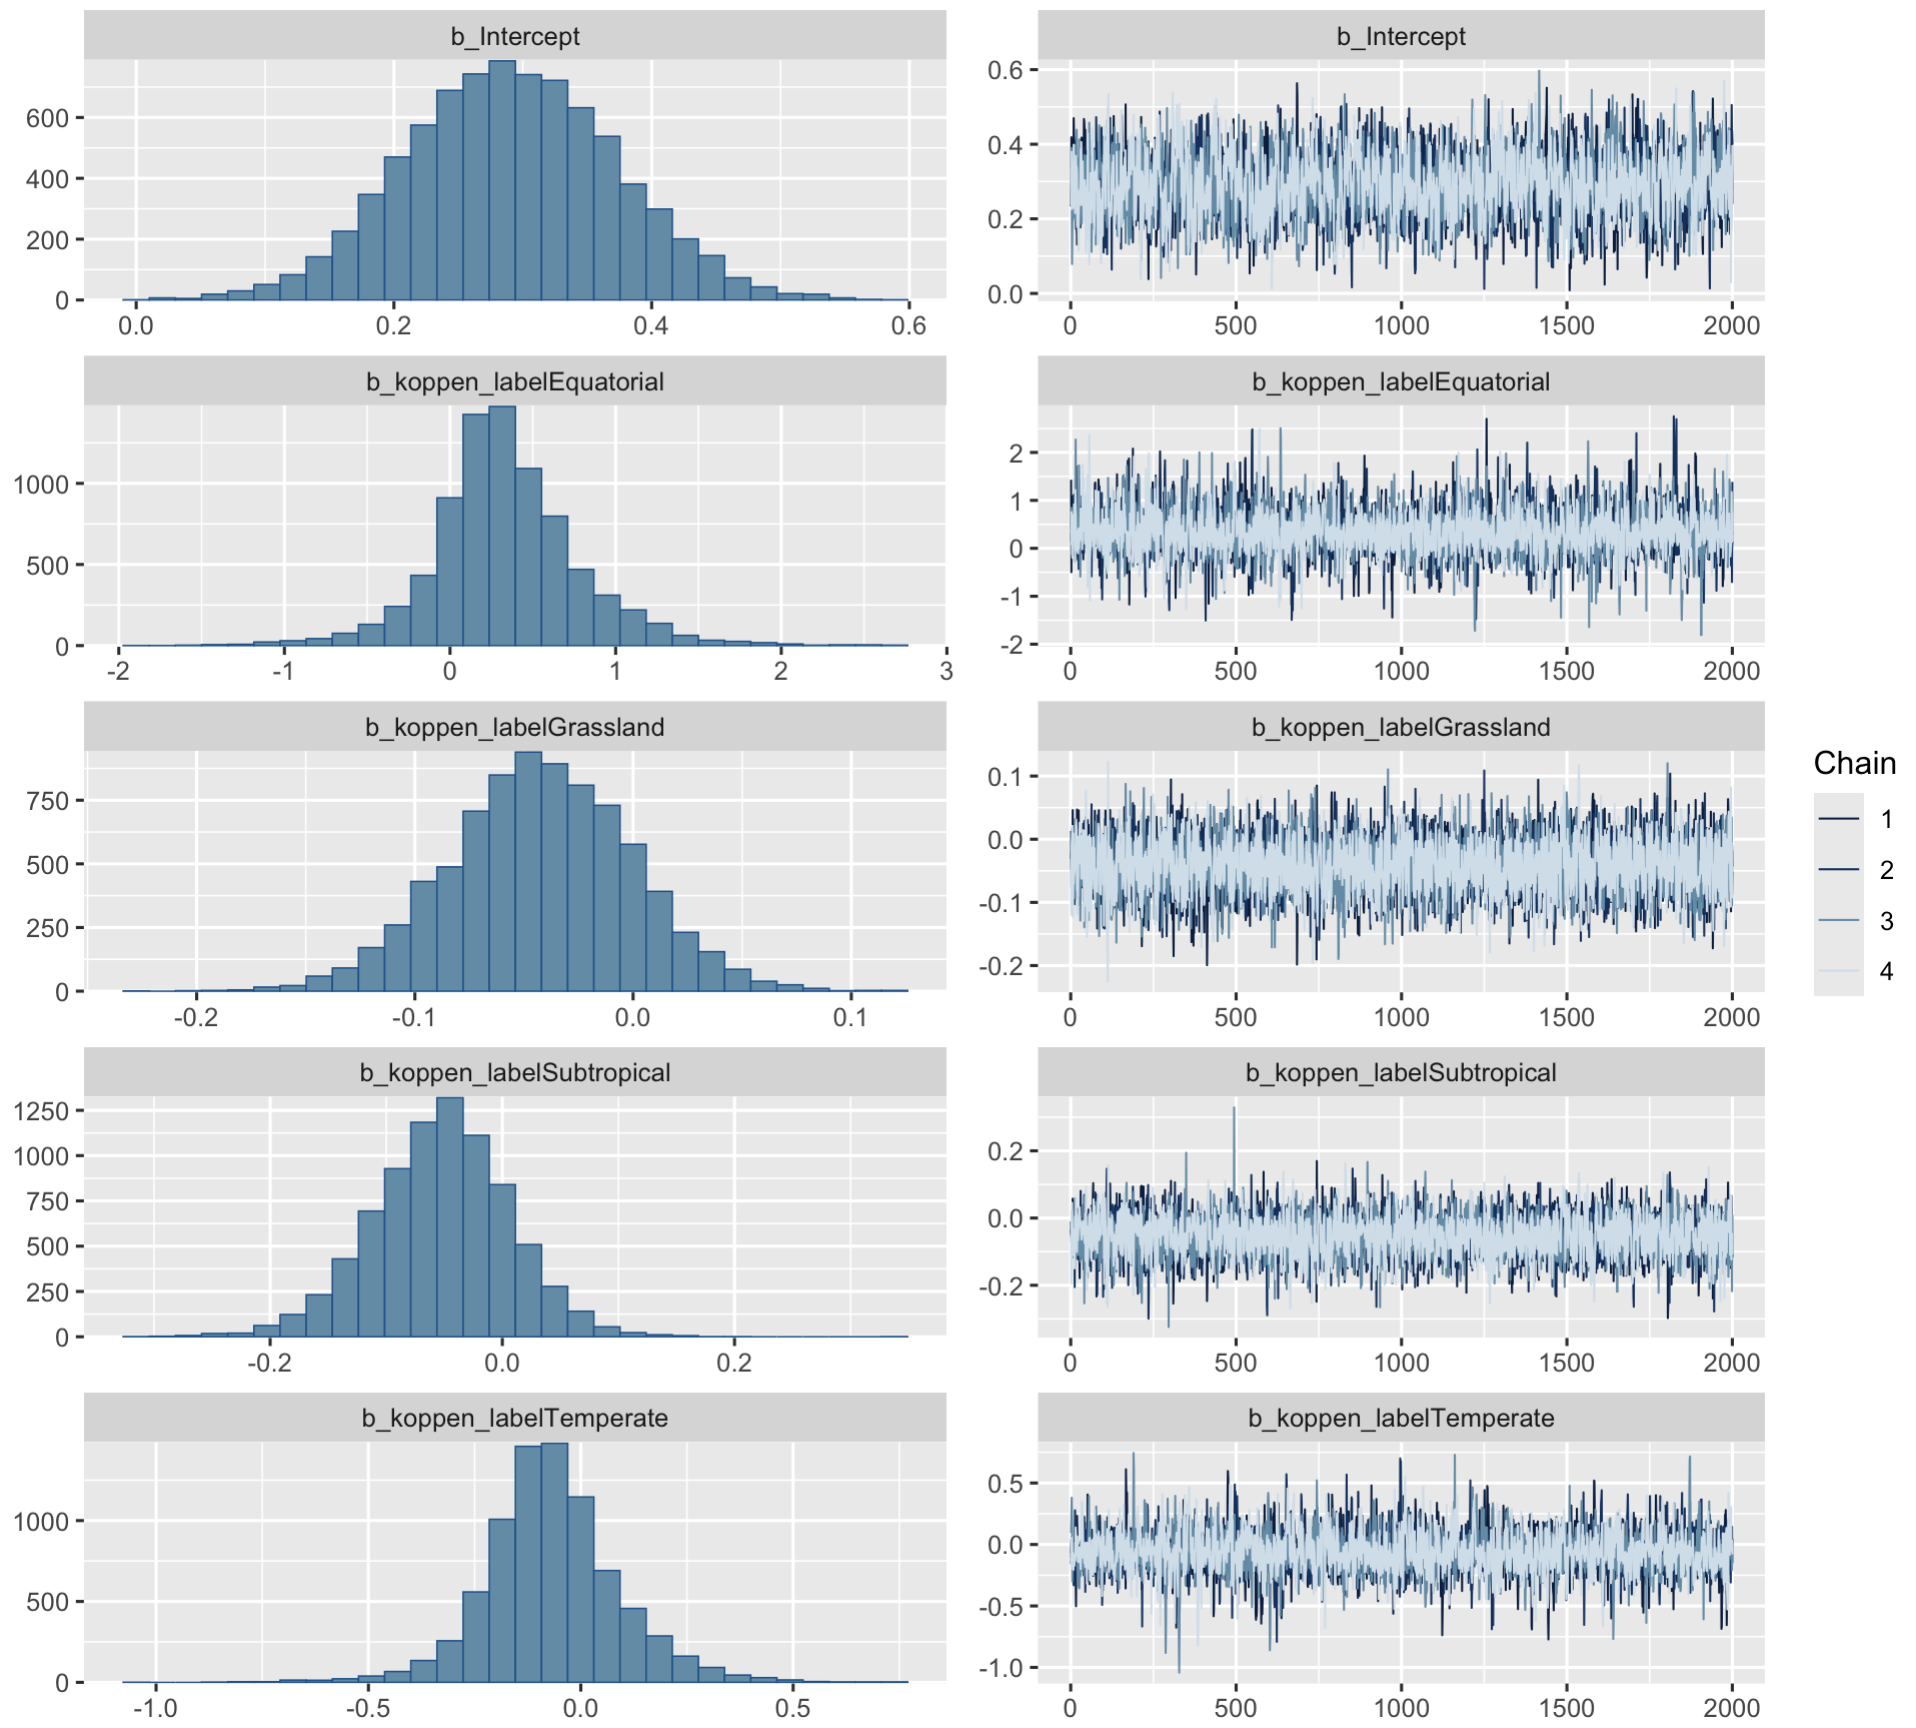 b_Intercept
b_Intercept
600
400
200
0
0.0 0.2 0.4 0.6
0.6
0.4
0.2
0.0
0 500 1000 1500 2000
b_koppen_labelEquatorial
b_koppen_labelEquatorial
1000
500
0
-2 -1 0 1 2 3
2
1
0
-1
-2
0 500 1000 1500 2000
b_koppen_labelGrassland
b_koppen_labelGrassland
750
500
250
0
-0.2 -0.1 0.0 0.1
0.1
0.0
-0.1
-0.2
0 500 1000 1500 2000
b_koppen_labelSubtropical
b_koppen_labelSubtropical
1250
1000
750
500
250
0
-0.2 0.0 0.2
0.2
0.0
-0.2
0 500 1000 1500 2000
b_koppen_labelTemperate
b_koppen_labelTemperate
1000
500
0
-1.0 -0.5 0.0 0.5
0.5
0.0
-0.5
-1.0
0 500 1000 1500 2000
Chain
1
2
3
4